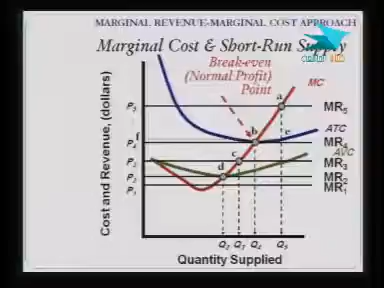 MARGINAL REVENUE-MARGINAL COST APPROACH
Marginal Cost & Short-Run Supply
Break-even
(Normal Profit)
Point
MC
a
P5
MR5
ATC
f
b
e
P4
MR4
AVC
c
P3
MR3
d
P2
MR2
P1
MR1
Cost and Revenue, (dollars)
Q2 Q3 Q4 Q5
Quantity Supplied